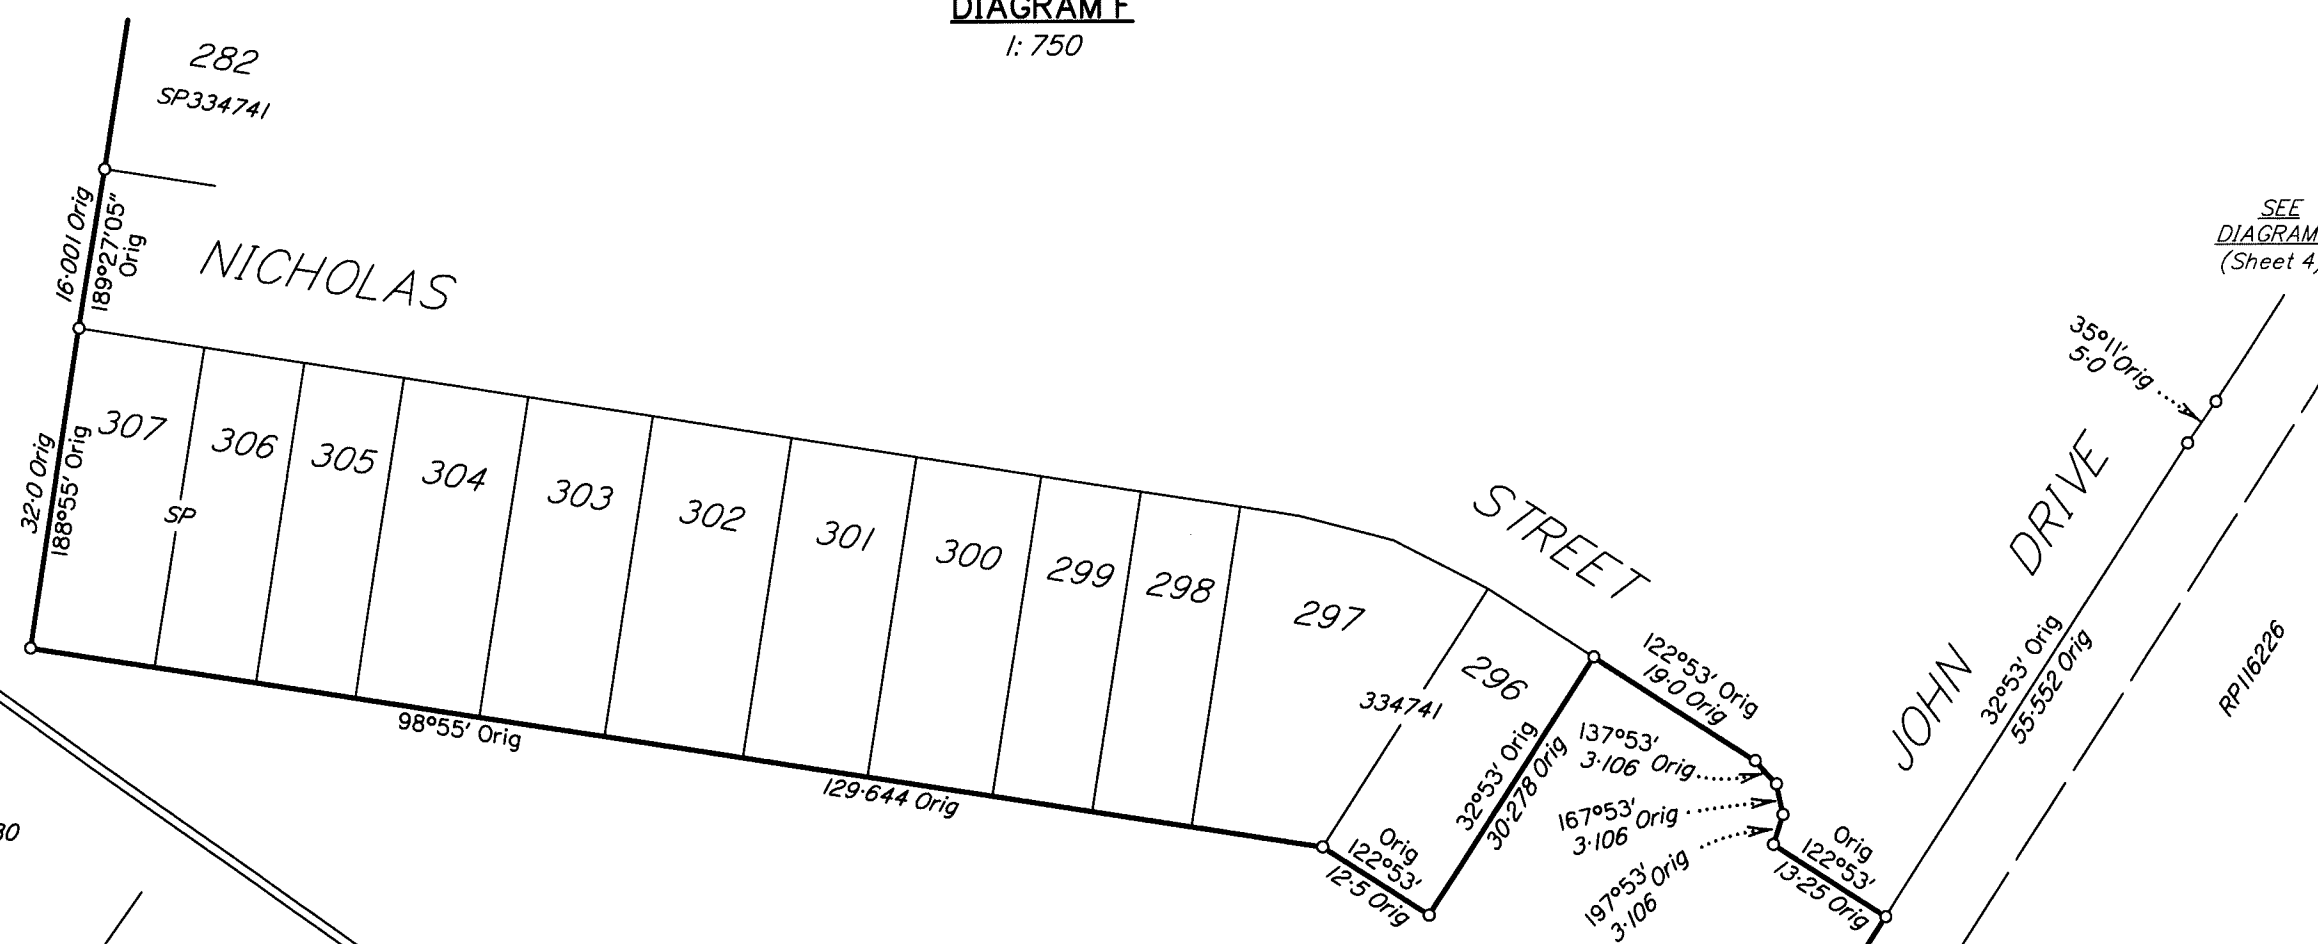 DIAGRAM F
1:750
282
SP334741
16·001 Orig
189°27'05"
Orig
NICHOLAS
STREET
SEE
DIAGRAM
(Sheet 4
35°11' Orig
5·0
JOHN DRIVE
32°53' Orig
55·552 Orig
RP116226
307
306
305
304
303
302
301
300
299
298
297
296
SP
334741
32·0 Orig
188°55' Orig
98°55' Orig
129·644 Orig
Orig
122°53'
12·5 Orig
32°53' Orig
30·278 Orig
122°53' Orig
19·0 Orig
137°53'
3·106 Orig
167°53'
3·106 Orig
197°53' Orig
3·106
Orig
122°53'
13·25 Orig